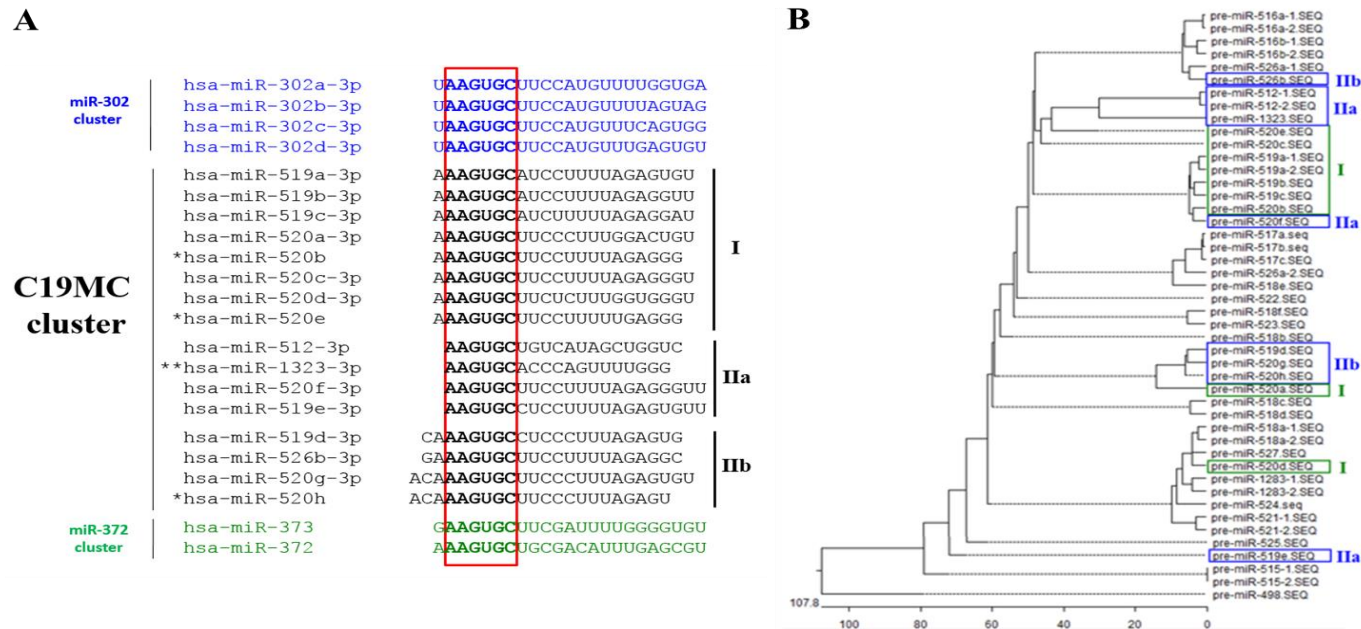 A
miR-302
cluster
hsa-miR-302a-3p UAAGUGCUUCCAUGUUUUGGUGA
hsa-miR-302b-3p UAAGUGCUUCCAUGUUUUAGUAG
hsa-miR-302c-3p UAAGUGCUUCCAUGUUUCAGUGG
hsa-miR-302d-3p UAAGUGCUUCCAUGUUUGAGUGU
C19MC
cluster
hsa-miR-519a-3p AAAGUGCAUCCUUUUAGAGUGU
hsa-miR-519b-3p AAAGUGCAUCCUUUUAGAGGUU
hsa-miR-519c-3p AAAGUGCAUCUUUUUAGAGGAU
hsa-miR-520a-3p AAAGUGCUUCCCUUUGGACUGU
*hsa-miR-520b AAAGUGCUUCCUUUUAGAGGG
hsa-miR-520c-3p AAAGUGCUUCCUUUUAGAGGGU
hsa-miR-520d-3p AAAGUGCUUCUCUUUGGUGGGU
*hsa-miR-520e AAAGUGCUUCCUUUUUGAGGG
I
hsa-miR-512-3p AAGUGCUGUCAUAGCUGGUC
**hsa-miR-1323-3p AAGUGCACCCAGUUUUGGG
hsa-miR-520f-3p AAGUGCUUCCUUUUAGAGGGUU
hsa-miR-519e-3p AAGUGCCUCCUUUUAGAGUGUU
IIa
hsa-miR-519d-3p CAAAGUGCCUCCCUUUAGAGUG
hsa-miR-526b-3p GAAAGUGCUUCCUUUUAGAGGC
hsa-miR-520g-3p ACAAAGUGCUUCCCUUUAGAGUGU
*hsa-miR-520h ACAAAGUGCUUCCCUUUAGAGU
IIb
miR-372
cluster
hsa-miR-373 GAAGUGCUUCGAUUUUGGGGUGU
hsa-miR-372 AAAGUGCUGCGACAUUUGAGCGU
B
pre-miR-516a-1.SEQ
pre-miR-516a-2.SEQ
pre-miR-516b-1.SEQ
pre-miR-516b-2.SEQ
pre-miR-526a-1.SEQ
pre-miR-526b.SEQ IIb
pre-miR-512-1.SEQ
pre-miR-512-2.SEQ IIa
pre-miR-1323.SEQ
pre-miR-520e.SEQ
pre-miR-520c.SEQ
pre-miR-519a-1.SEQ
pre-miR-519a-2.SEQ I
pre-miR-519b.SEQ
pre-miR-519c.SEQ
pre-miR-520b.SEQ
pre-miR-520f.SEQ IIa
pre-miR-517a.seq
pre-miR-517b.seq
pre-miR-517c.SEQ
pre-miR-526a-2.SEQ
pre-miR-518e.SEQ
pre-miR-522.SEQ
pre-miR-518f.SEQ
pre-miR-523.SEQ
pre-miR-518b.SEQ
pre-miR-519d.SEQ
pre-miR-520g.SEQ IIb
pre-miR-520h.SEQ
pre-miR-520a.SEQ I
pre-miR-518c.SEQ
pre-miR-518d.SEQ
pre-miR-518a-1.SEQ
pre-miR-518a-2.SEQ
pre-miR-527.SEQ
pre-miR-520d.SEQ I
pre-miR-1283-1.SEQ
pre-miR-1283-2.SEQ
pre-miR-524.seq
pre-miR-521-1.SEQ
pre-miR-521-2.SEQ
pre-miR-525.SEQ
pre-miR-519e.SEQ IIa
pre-miR-515-1.SEQ
pre-miR-515-2.SEQ
pre-miR-498.SEQ
107.8
100 80 60 40 20 0